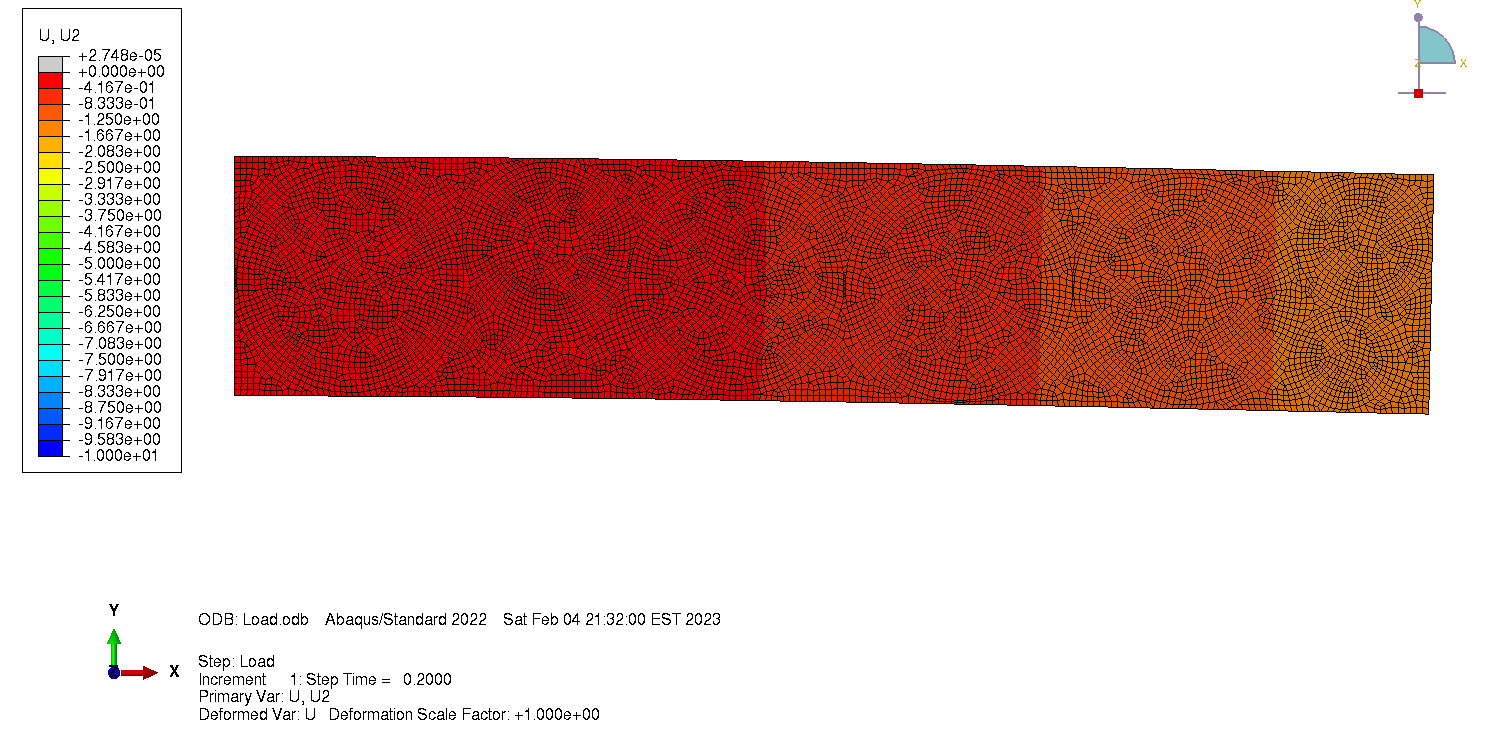 U, U2
+2.748e-05
+0.000e+00
-4.167e-01
-8.333e-01
-1.250e+00
-1.667e+00
-2.083e+00
-2.500e+00
-2.917e+00
-3.333e+00
-3.750e+00
-4.167e+00
-4.583e+00
-5.000e+00
-5.417e+00
-5.833e+00
-6.250e+00
-6.667e+00
-7.083e+00
-7.500e+00
-7.917e+00
-8.333e+00
-8.750e+00
-9.167e+00
-9.583e+00
-1.000e+01
Y
Z X
Y
X
ODB: Load.odb Abaqus/Standard 2022 Sat Feb 04 21:32:00 EST 2023
Step: Load
Increment 1: Step Time = 0.2000
Primary Var: U, U2
Deformed Var: U Deformation Scale Factor: +1.000e+00